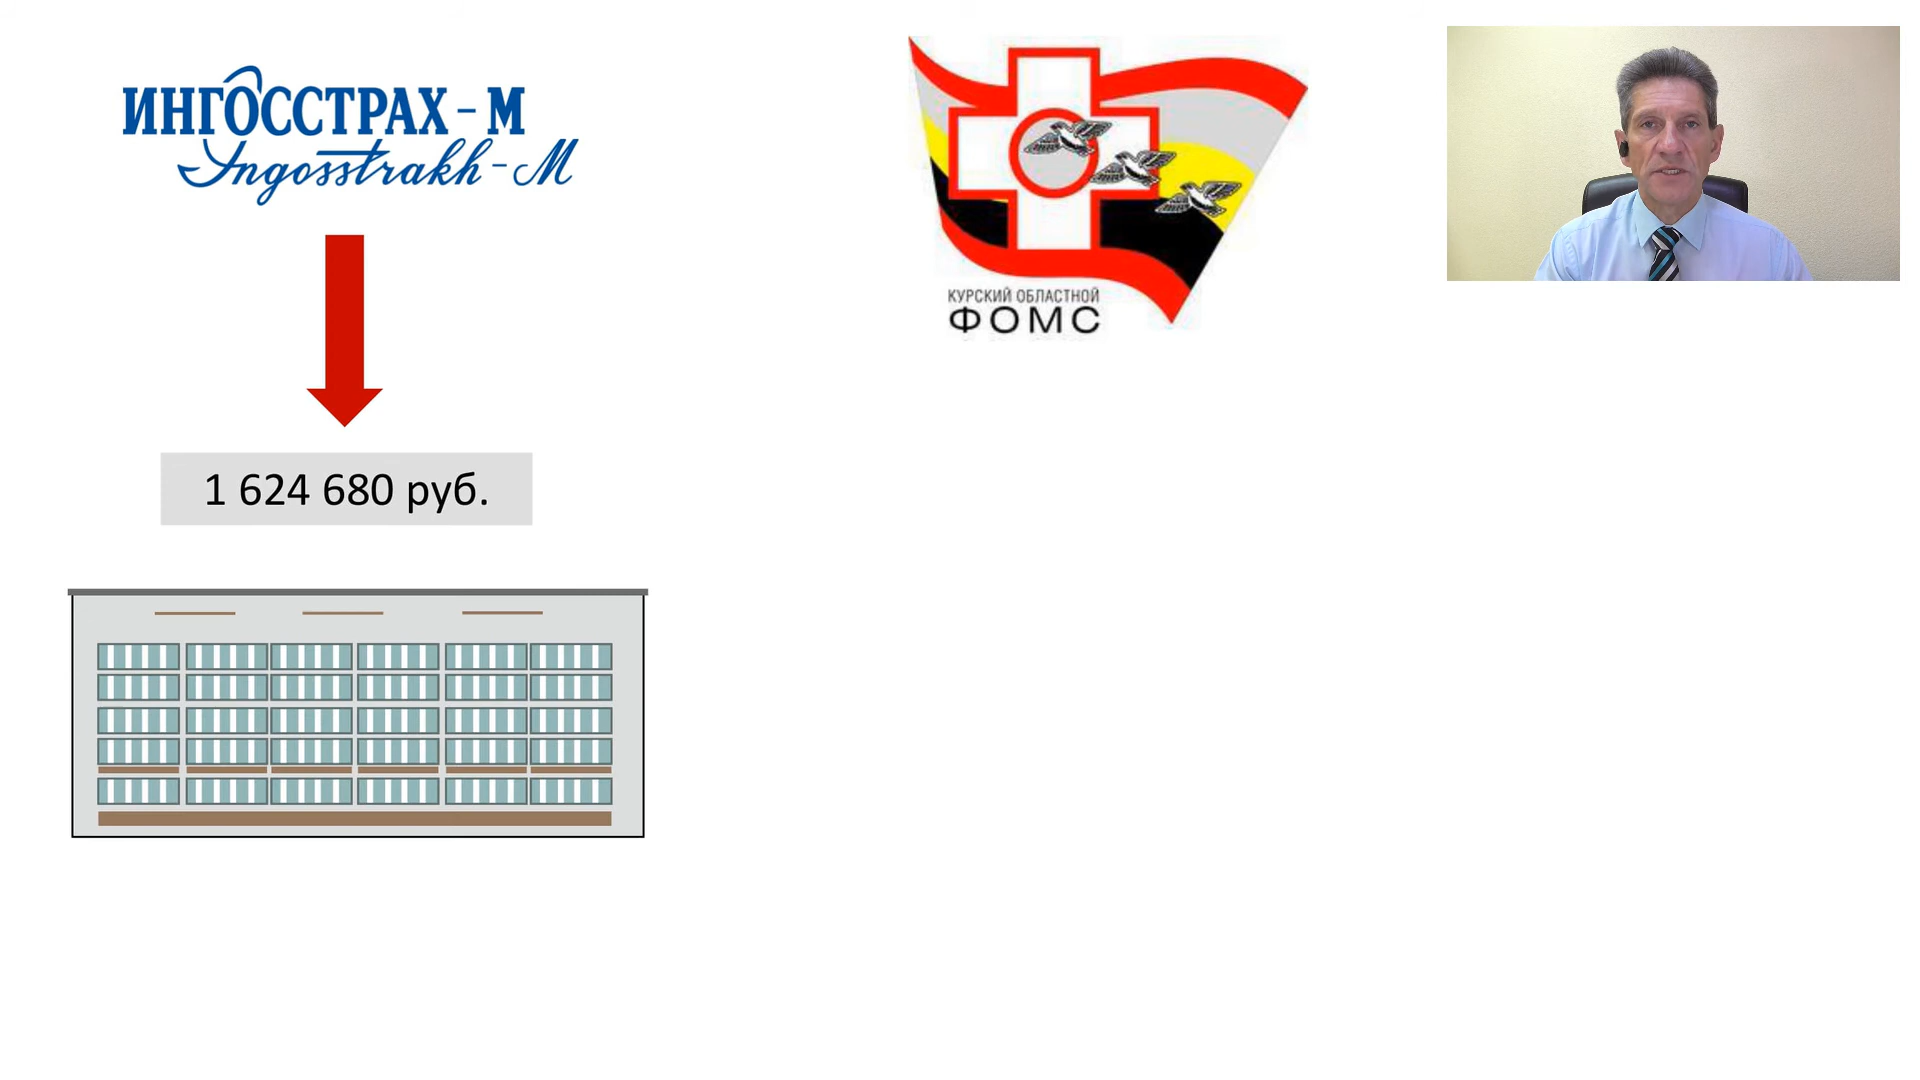 ИНГОССТРАХ - М
Ingosstrakh - M
КУРСКИЙ ОБЛАСТНОЙ
ФОМС
1 624 680 руб.